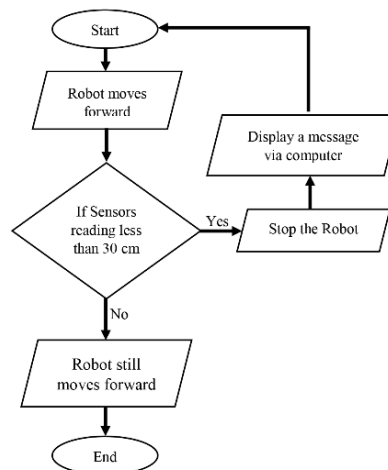 Start
Robot moves
forward
If Sensors
reading less
than 30 cm
Yes
Stop the Robot
Display a message
via computer
No
Robot still
moves forward
End